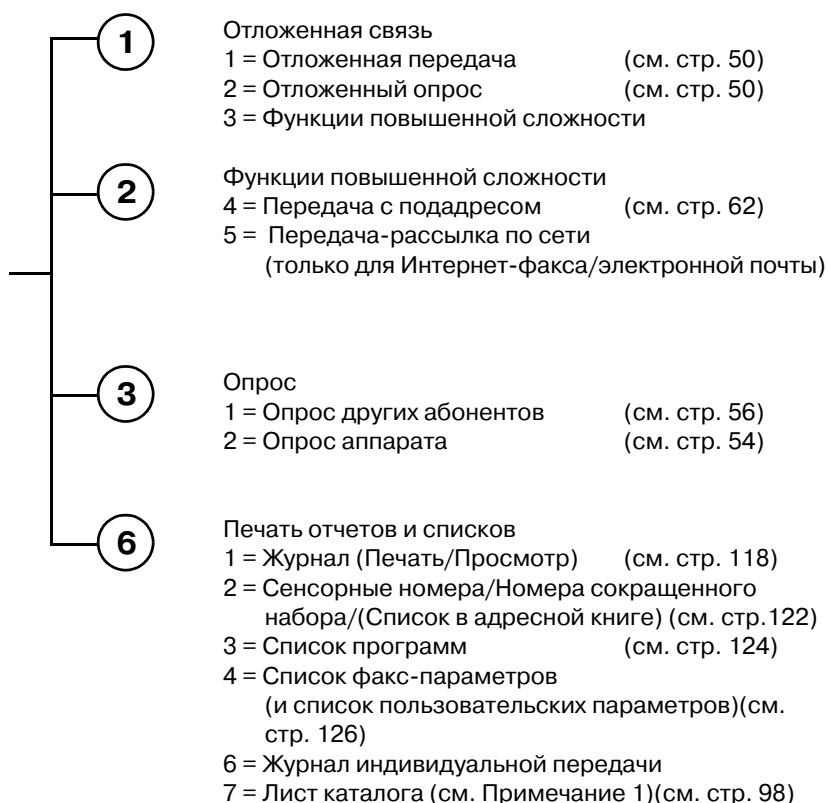 1
Отложенная связь
1 = Отложенная передача (см. стр. 50)
2 = Отложенный опрос (см. стр. 50)
3 = Функции повышенной сложности
2
Функции повышенной сложности
4 = Передача с подадресом (см. стр. 62)
5 = Передача-рассылка по сети
(только для Интернет-факса/электронной почты)
3
Опрос
1 = Опрос других абонентов (см. стр. 56)
2 = Опрос аппарата (см. стр. 54)
6
Печать отчетов и списков
1 = Журнал (Печать/Просмотр) (см. стр. 118)
2 = Сенсорные номера/Номера сокращенного
набора/(Список в адресной книге) (см. стр.122)
3 = Список программ (см. стр. 124)
4 = Список факс-параметров
(и список пользовательских параметров)(см.
стр. 126)
6 = Журнал индивидуальной передачи
7 = Лист каталога (см. Примечание 1)(см. стр. 98)